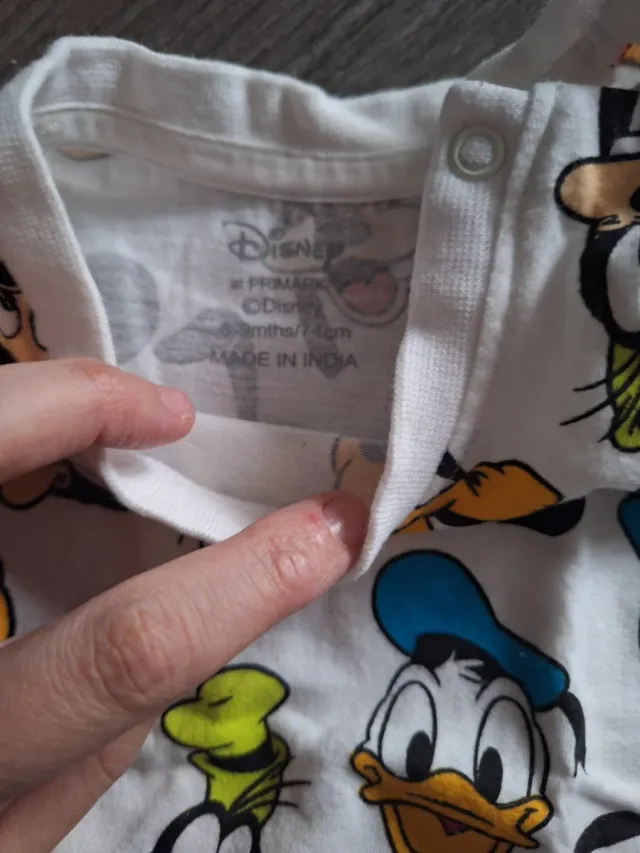 Disney
at PRIMARK
©Disney
6-9mths/74cm
MADE IN INDIA